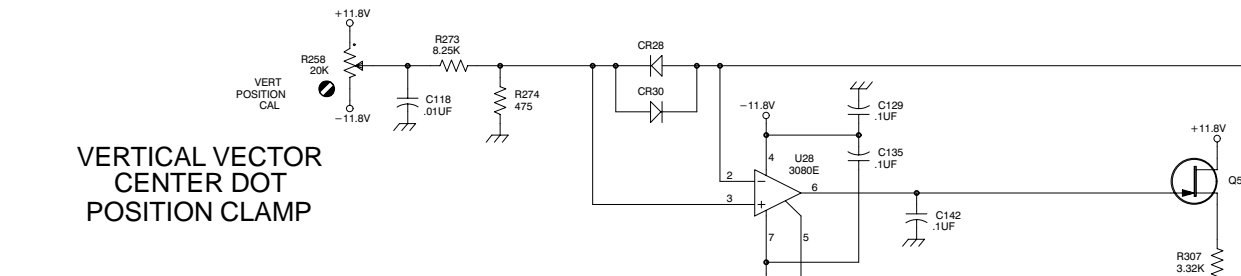 +11.8V
R258
20K
VERT
POSITION
CAL
−11.8V
R273
8.25K
C118
.01UF
R274
475
CR28
CR30
−11.8V
C129
.1UF
C135
.1UF
4
U28
3080E
2
−
3
+
6
7
5
C142
.1UF
+11.8V
Q5
R307
3.32K
VERTICAL VECTOR
CENTER DOT
POSITION CLAMP